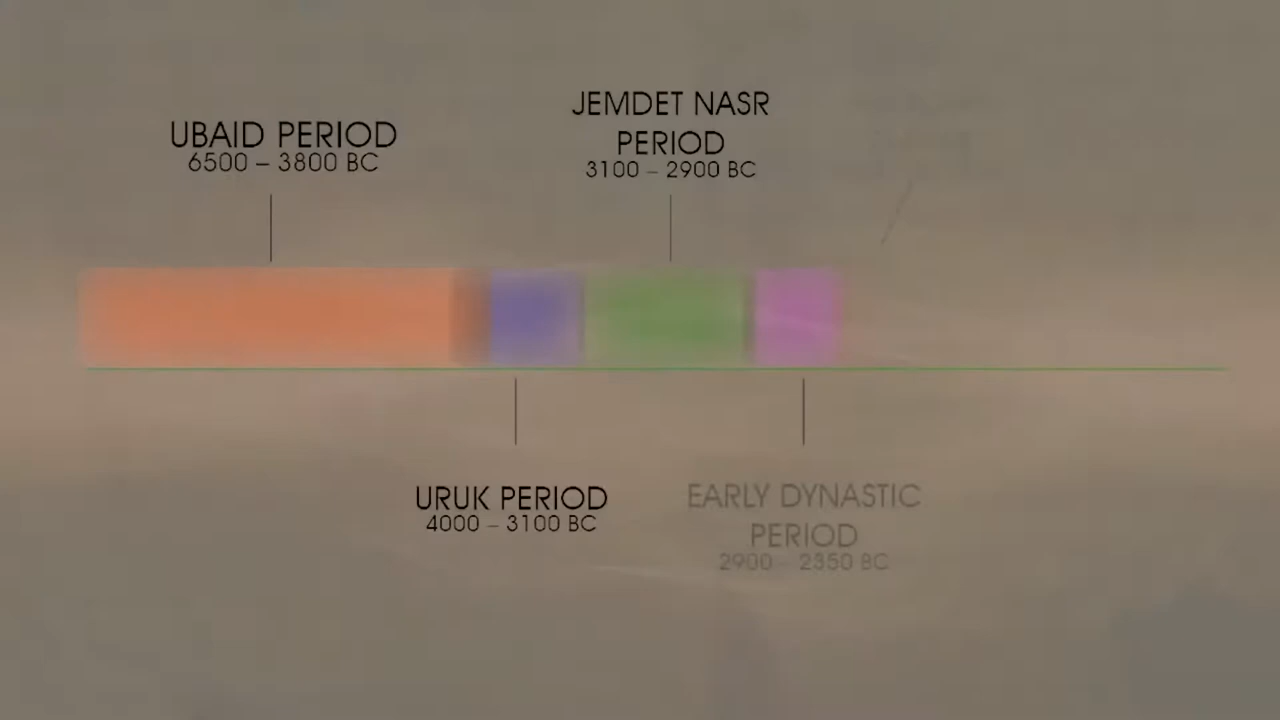 UBAID PERIOD
6500 – 3800 BC
JEMDET NASR
PERIOD
3100 – 2900 BC
URUK PERIOD
4000 – 3100 BC
EARLY DYNASTIC
PERIOD
2900 – 2350 BC